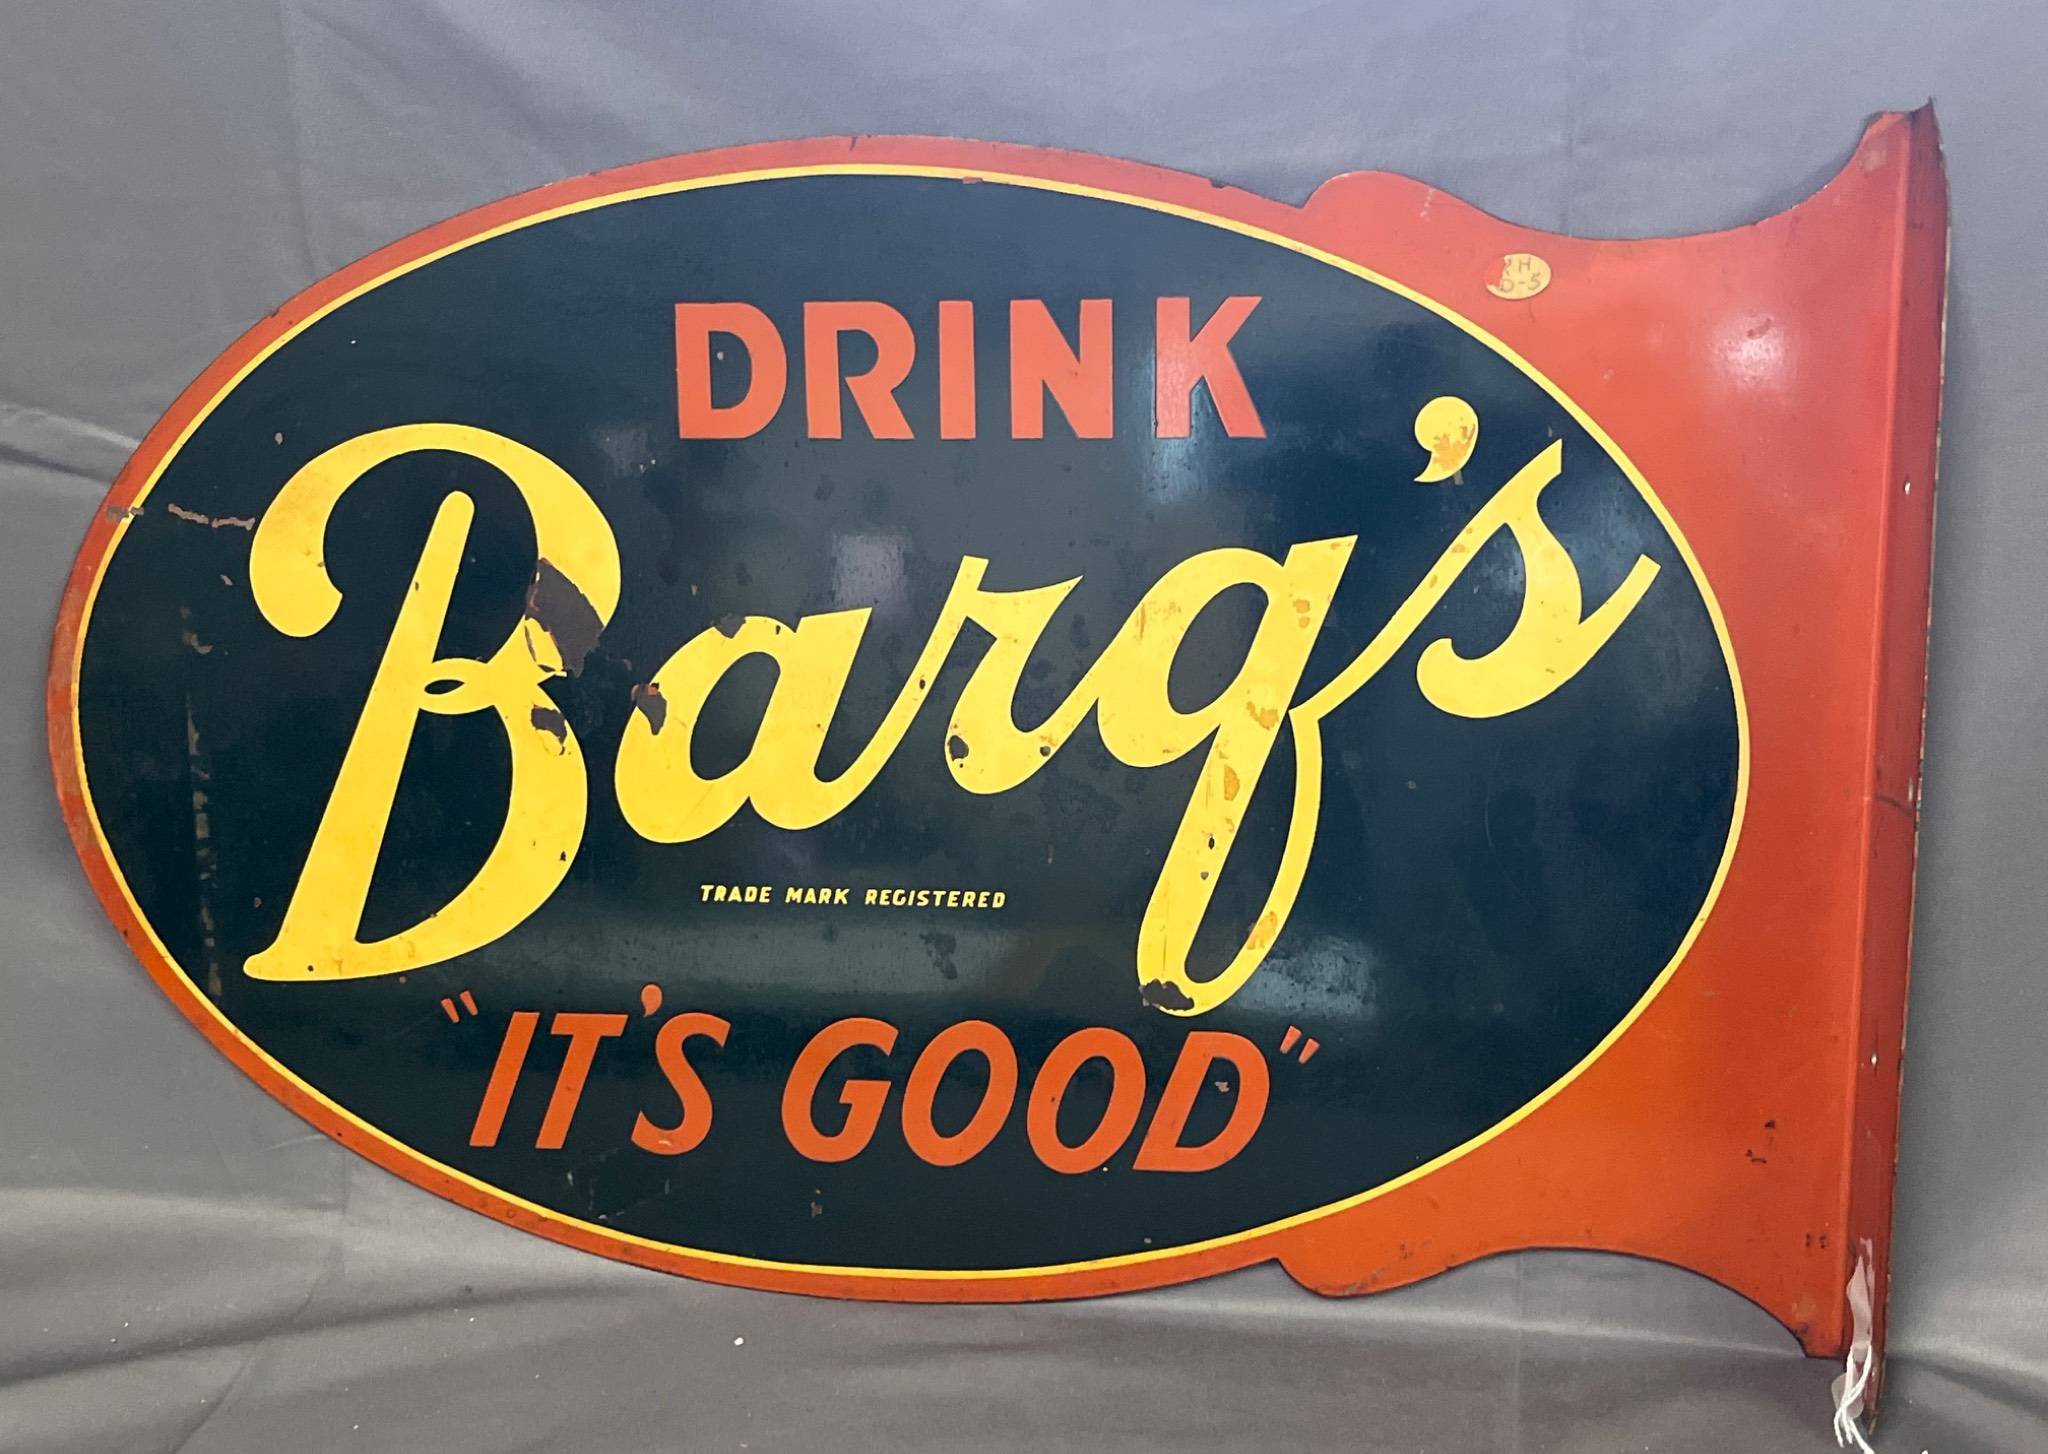 DRINK
Barq's
TRADE MARK REGISTERED
"IT'S GOOD"